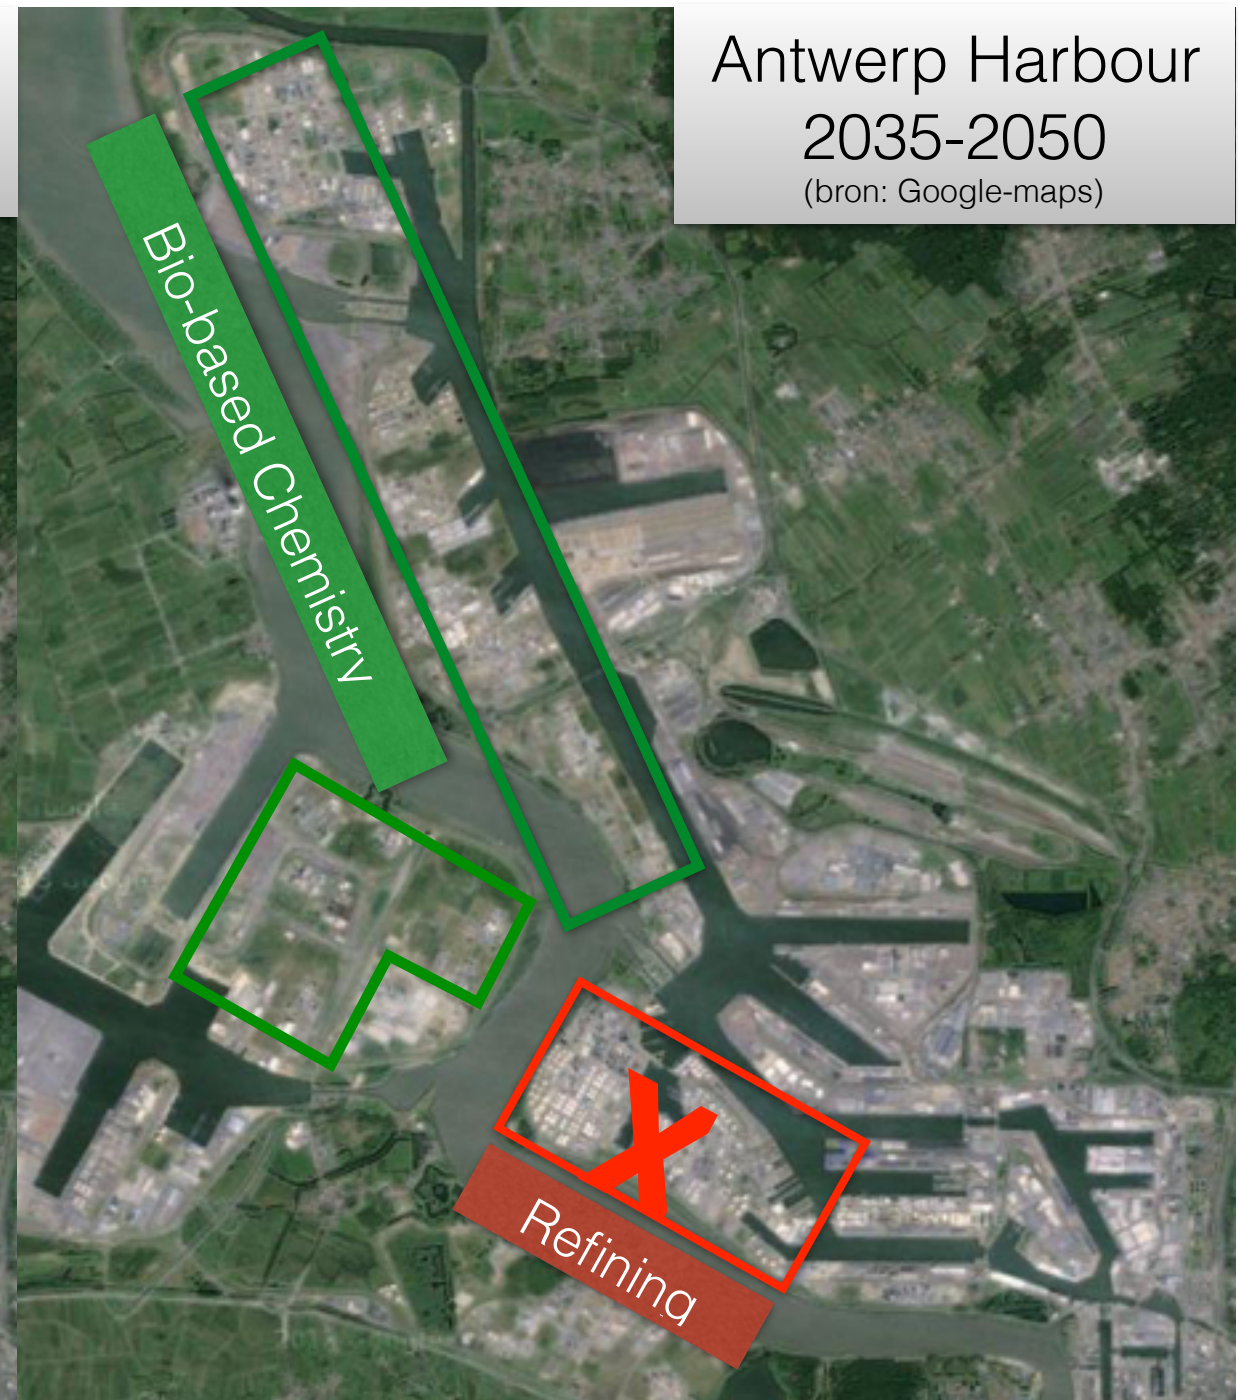 Antwerp Harbour
2035-2050
(bron: Google-maps)
Bio-based Chemistry
X
Refining